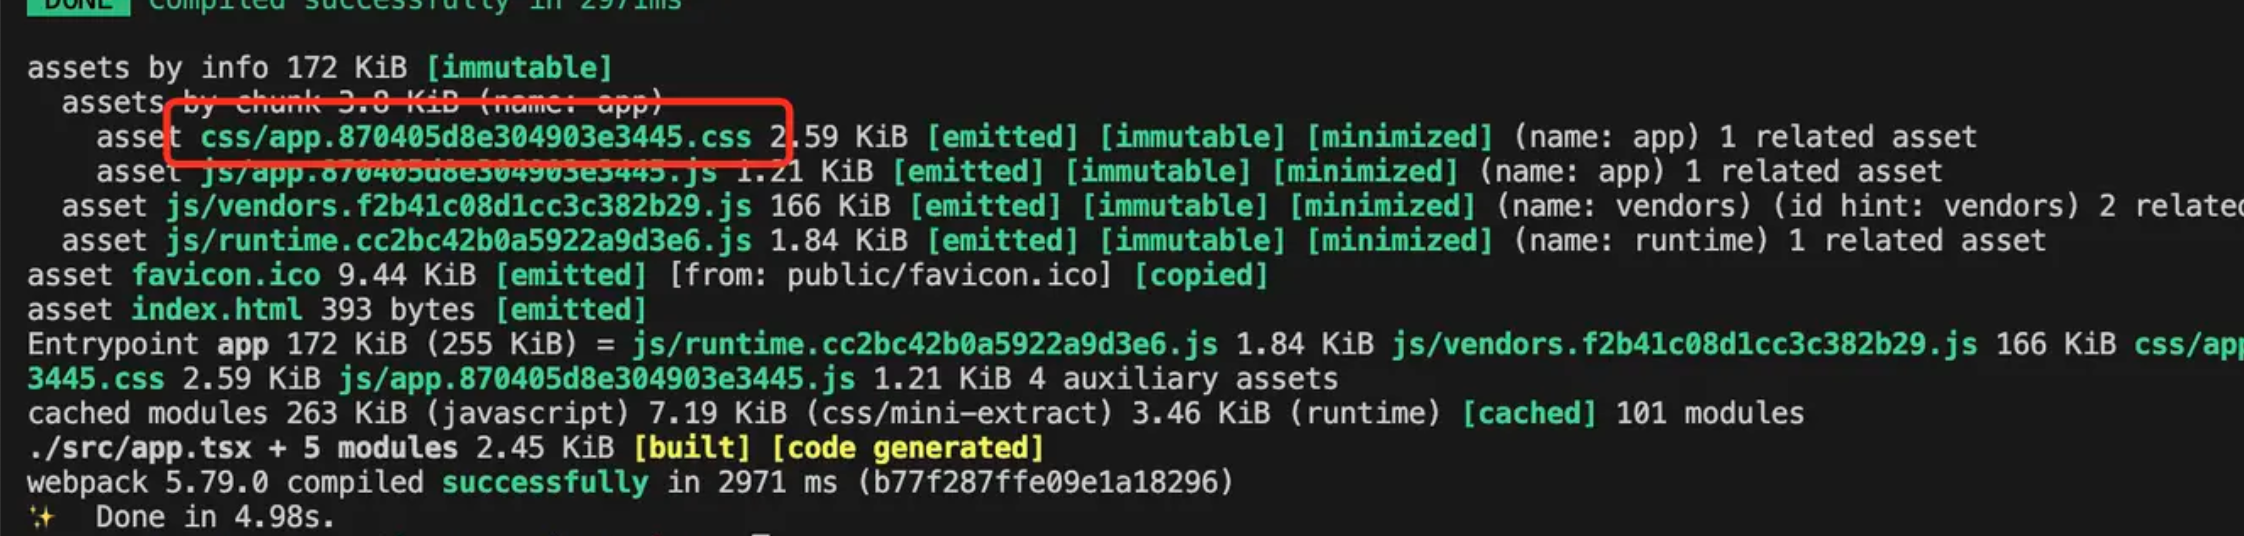 DONE Compiled successfully in 2971ms
assets by info 172 KiB [immutable]
assets by chunk 3.8 KiB (name: app)
asset css/app.870405d8e304903e3445.css 2.59 KiB [emitted] [immutable] [minimized] (name: app) 1 related asset
asset js/app.870405d8e304903e3445.js 1.21 KiB [emitted] [immutable] [minimized] (name: app) 1 related asset
asset js/vendors.f2b41c08d1cc3c382b29.js 166 KiB [emitted] [immutable] [minimized] (name: vendors) (id hint: vendors) 2 related
asset js/runtime.cc2bc42b0a5922a9d3e6.js 1.84 KiB [emitted] [immutable] [minimized] (name: runtime) 1 related asset
asset favicon.ico 9.44 KiB [emitted] [from: public/favicon.ico] [copied]
asset index.html 393 bytes [emitted]
Entrypoint app 172 KiB (255 KiB) = js/runtime.cc2bc42b0a5922a9d3e6.js 1.84 KiB js/vendors.f2b41c08d1cc3c382b29.js 166 KiB css/app
3445.css 2.59 KiB js/app.870405d8e304903e3445.js 1.21 KiB 4 auxiliary assets
cached modules 263 KiB (javascript) 7.19 KiB (css/mini-extract) 3.46 KiB (runtime) [cached] 101 modules
./src/app.tsx + 5 modules 2.45 KiB [built] [code generated]
webpack 5.79.0 compiled successfully in 2971 ms (b77f287ffe09e1a18296)
✨ Done in 4.98s.